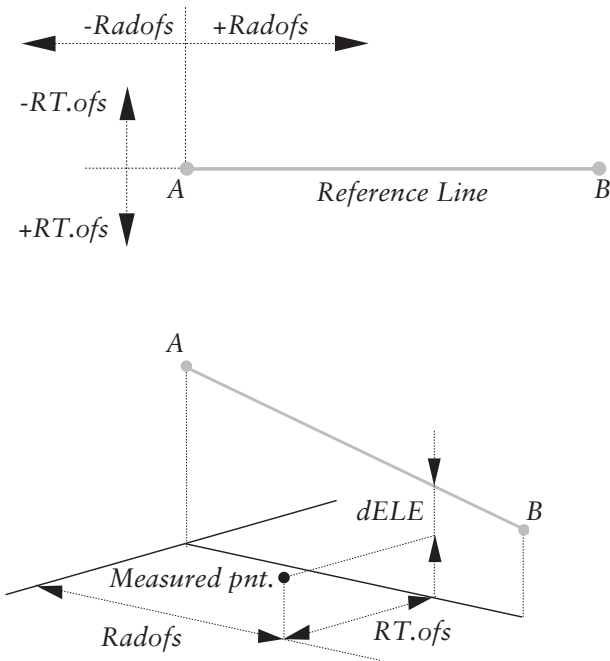 -Radofs +Radofs
-RT.ofs
A B
Reference Line
+RT.ofs
A
dELE B
Measured pnt.
Radofs RT.ofs